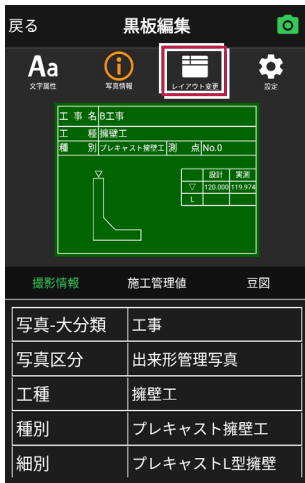 戻る 黒板編集
Aa
文字属性 写真情報 レイアウト変更 設定
工事名 B工事
工種 擁壁工
種別 プレキャスト擁壁工 測点 No.0
設計 実測
▽ 120.000 119.974
L
▽
撮影情報 施工管理値 豆図
写真-大分類 工事
写真区分 出来形管理写真
工種 擁壁工
種別 プレキャスト擁壁工
細別 プレキャストL型擁壁